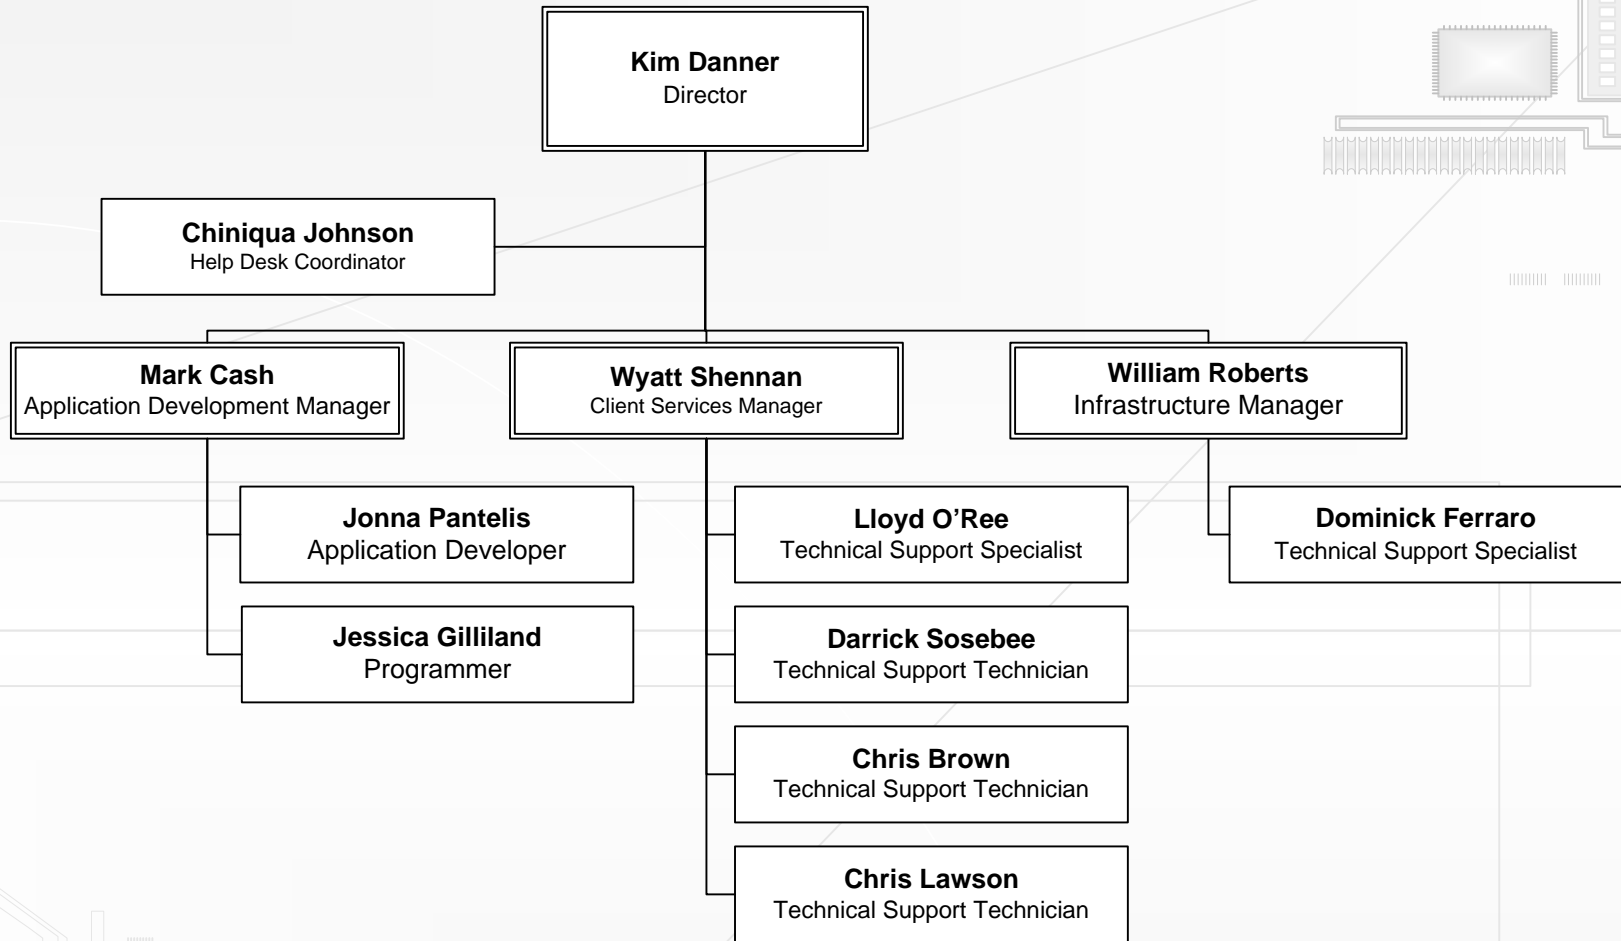 Kim Danner
Director
Chiniqua Johnson
Help Desk Coordinator
Mark Cash
Application Development Manager
Wyatt Shennan
Client Services Manager
William Roberts
Infrastructure Manager
Jonna Pantelis
Application Developer
Lloyd O’Ree
Technical Support Specialist
Dominick Ferraro
Technical Support Specialist
Jessica Gilliland
Programmer
Darrick Sosebee
Technical Support Technician
Chris Brown
Technical Support Technician
Chris Lawson
Technical Support Technician